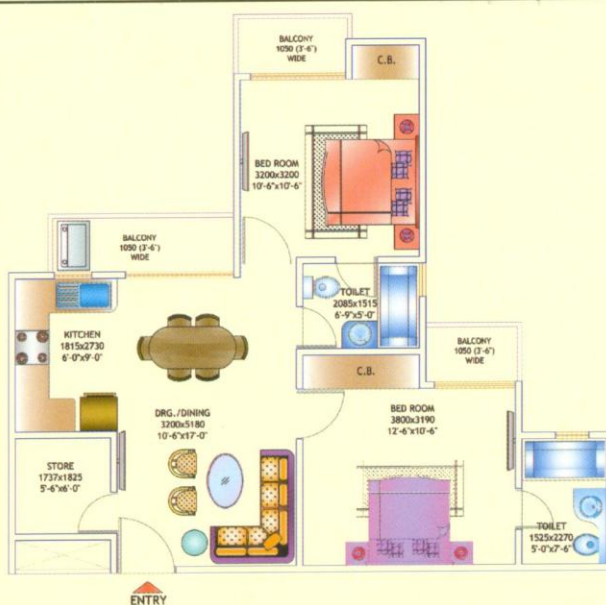 BALCONY
1050 (3'-6")
WIDE
C.B.
BED ROOM
3200x3200
10'-6"x10'-6"
BALCONY
1050 (3'-6")
WIDE
TOILET
2085x1515
6'-9"x5'-0"
KITCHEN
1815x2730
6'-0"x9'-0"
BALCONY
1050 (3'-6")
WIDE
C.B.
DRG./DINING
3200x5180
10'-6"x17'-0"
BED ROOM
3800x3190
12'-6"x10'-6"
STORE
1737x1825
5'-6"x6'-0"
TOILET
1525x2270
5'-0"x7'-6"
ENTRY